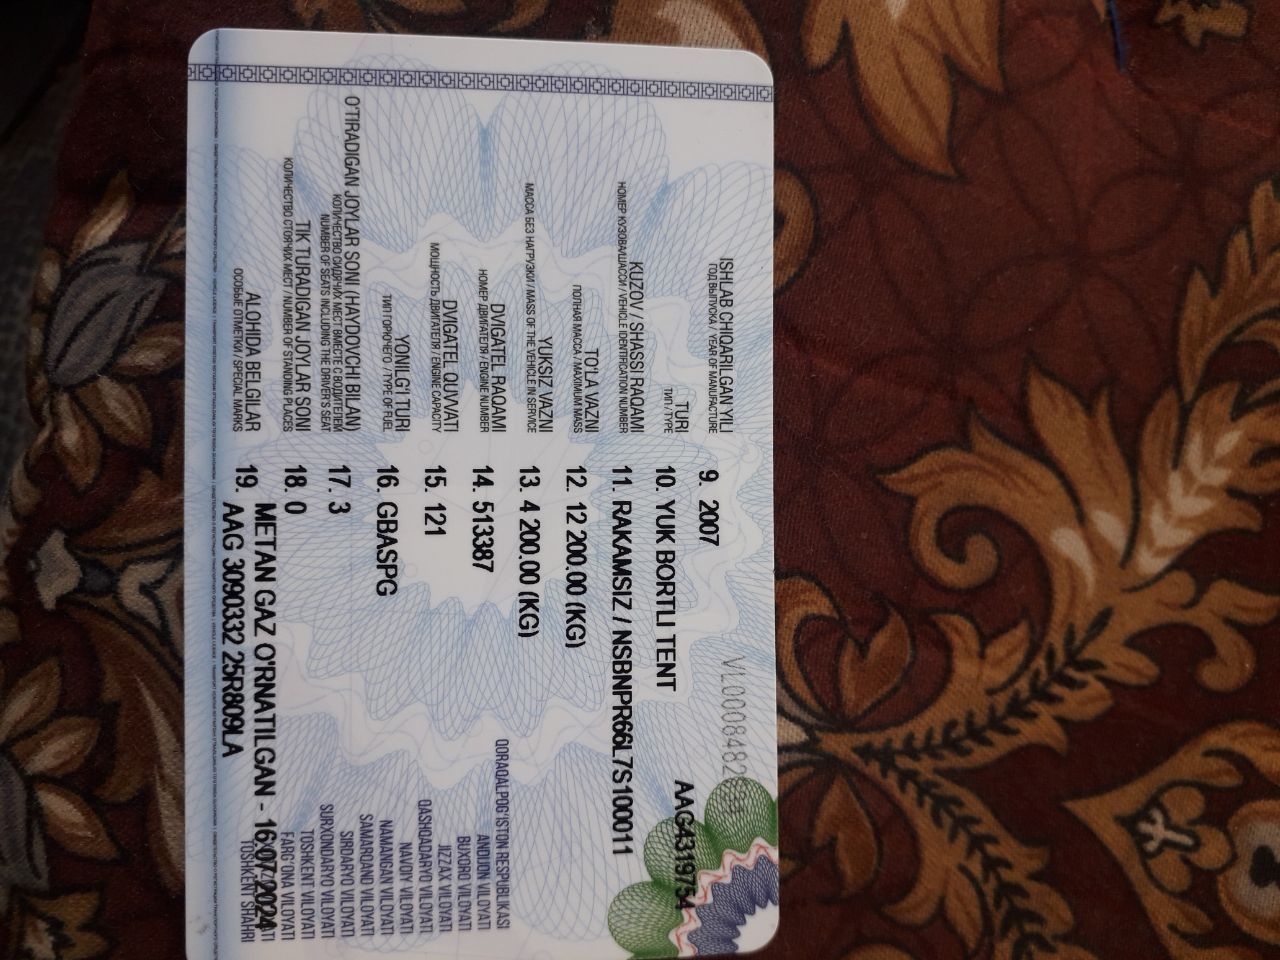 VL0008482
AAG4319754
ISHLAB CHIQARILGAN YILI 9. 2007
ГОД ВЫПУСКА / YEAR OF MANUFACTURE
TURI 10. YUK BORTLI TENT
ТИП / TYPE
KUZOV / SHASSI RAQAMI 11. RAKAMSIZ / NSBNPR66L7S100011
НОМЕР КУЗОВА/ШАССИ / VEHICLE IDENTIFICATION NUMBER
TO'LA VAZNI 12. 12 200.00 (KG)
ПОЛНАЯ МАССА / MAXIMUM MASS
YUKSIZ VAZNI 13. 4 200.00 (KG)
МАССА БЕЗ НАГРУЗКИ / MASS OF THE VEHICLE IN SERVICE
DVIGATEL RAQAMI 14. 513387
НОМЕР ДВИГАТЕЛЯ / ENGINE NUMBER
DVIGATEL QUVVATI 15. 121
МОЩНОСТЬ ДВИГАТЕЛЯ / ENGINE CAPACITY
YONILG'I TURI 16. GBASPG
ТИП ГОРЮЧЕГО / TYPE OF FUEL
O'TIRADIGAN JOYLAR SONI (HAYDOVCHI BILAN) 17. 3
КОЛИЧЕСТВО СИДЯЧИХ МЕСТ ВМЕСТЕ С ВОДИТЕЛЕМ
NUMBER OF SEATS INCLUDING THE DRIVER'S SEAT
TIK TURADIGAN JOYLAR SONI 18. 0
КОЛИЧЕСТВО СТОЯЧИХ МЕСТ / NUMBER OF STANDING PLACES
ALOHIDA BELGILAR 19. METAN GAZ O'RNATILGAN - 16.07.2024
ОСОБЫЕ ОТМЕТКИ / SPECIAL MARKS
AAG 3090332 25R809LA
QORAQALPOG'ISTON RESPUBLIKASI
ANDIJON VILOYATI
BUXORO VILOYATI
JIZZAX VILOYATI
QASHQADARYO VILOYATI
NAVOIY VILOYATI
NAMANGAN VILOYATI
SAMARQAND VILOYATI
SIRDARYO VILOYATI
SURXONDARYO VILOYATI
TOSHKENT VILOYATI
FARG'ONA VILOYATI
TOSHKENT SHAHRI